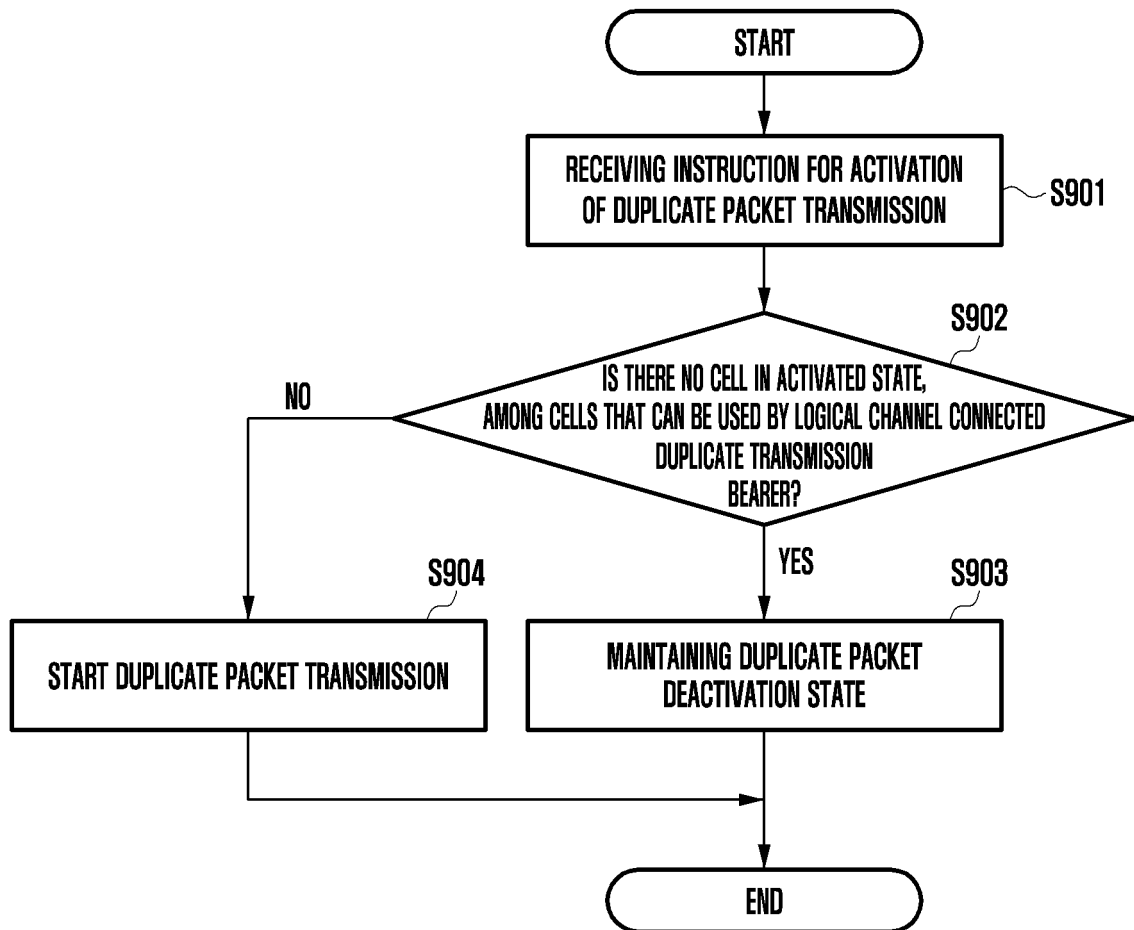 START
RECEIVING INSTRUCTION FOR ACTIVATION
OF DUPLICATE PACKET TRANSMISSION
S901
S902
IS THERE NO CELL IN ACTIVATED STATE,
AMONG CELLS THAT CAN BE USED BY LOGICAL CHANNEL CONNECTED
DUPLICATE TRANSMISSION
BEARER?
NO
YES
S904
START DUPLICATE PACKET TRANSMISSION
S903
MAINTAINING DUPLICATE PACKET
DEACTIVATION STATE
END